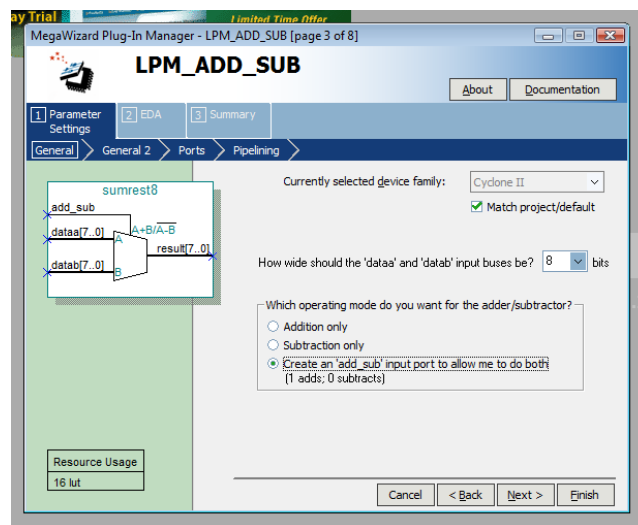 ay Trial
Limited Time Offer
MegaWizard Plug-In Manager - LPM_ADD_SUB [page 3 of 8]
LPM_ADD_SUB
About
Documentation
1 Parameter Settings
2 EDA
3 Summary
General
General 2
Ports
Pipelining
sumrest8
add_sub
dataa[7..0]
A
A+B/A-B
result[7..0]
datab[7..0]
B
Currently selected device family:
Cyclone II
Match project/default
How wide should the 'dataa' and 'datab' input buses be?
8
bits
Which operating mode do you want for the adder/subtractor?
Addition only
Subtraction only
Create an 'add_sub' input port to allow me to do both
(1 adds; 0 subtracts)
Resource Usage
16 lut
Cancel
< Back
Next >
Finish